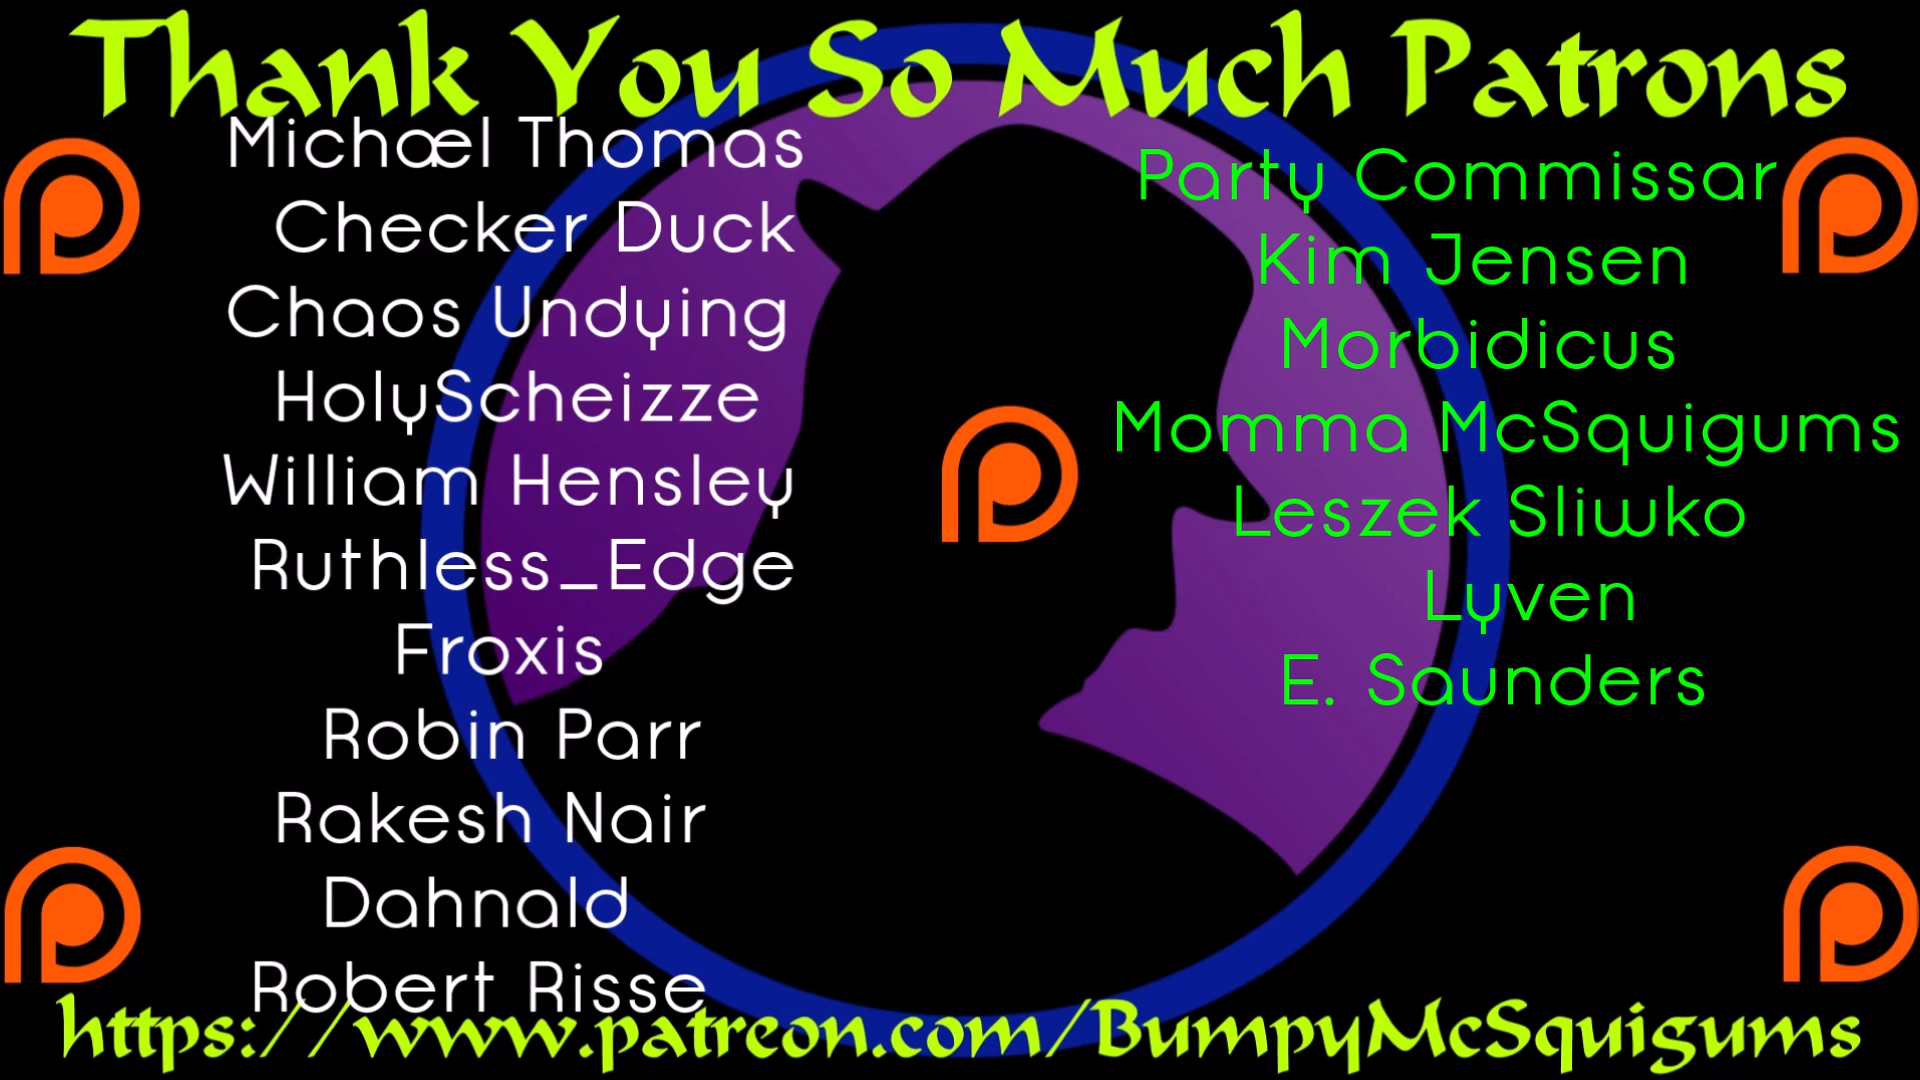 Thank You So Much Patrons
Michael Thomas
Checker Duck
Chaos Undying
HolyScheizze
William Hensley
Ruthless_Edge
Froxis
Robin Parr
Rakesh Nair
Dahnald
Robert Risse
Party Commissar
Kim Jensen
Morbidicus
Momma McSquigums
Leszek Sliwko
Lyven
E. Saunders
https://www.patreon.com/BumpyMcSquigums